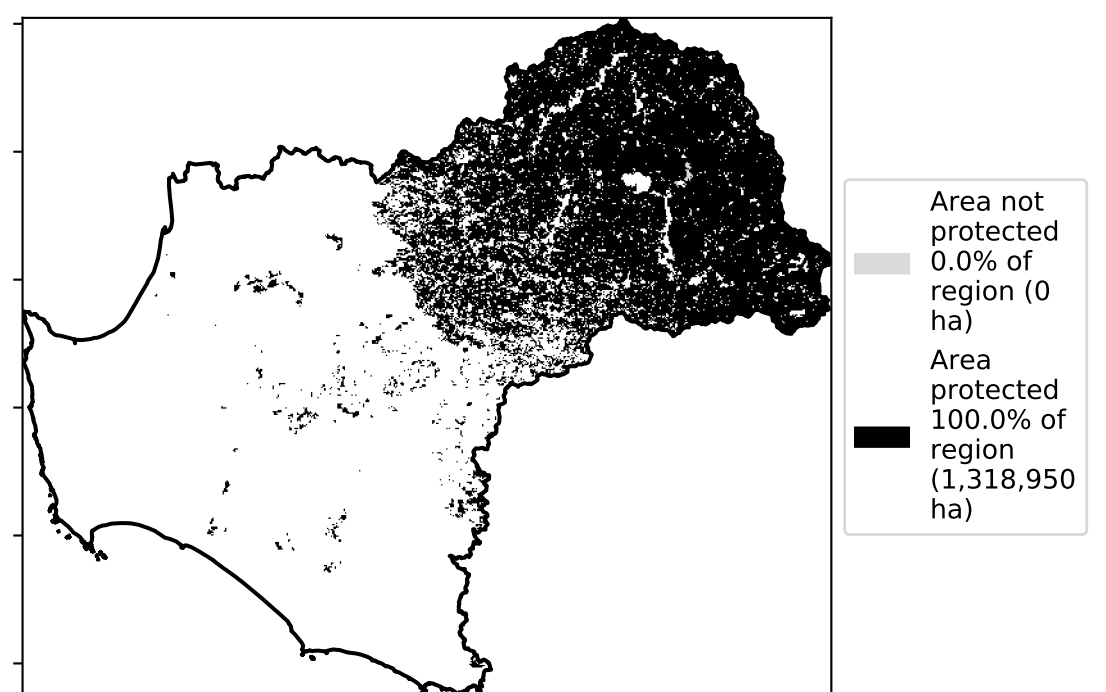 Area not
protected
0.0% of
region (0
ha)
Area
protected
100.0% of
region
(1,318,950
ha)